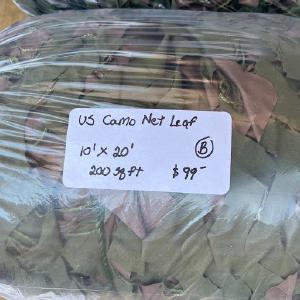 US Camo Net Leaf
10' x 20' B
200 sq ft $99-